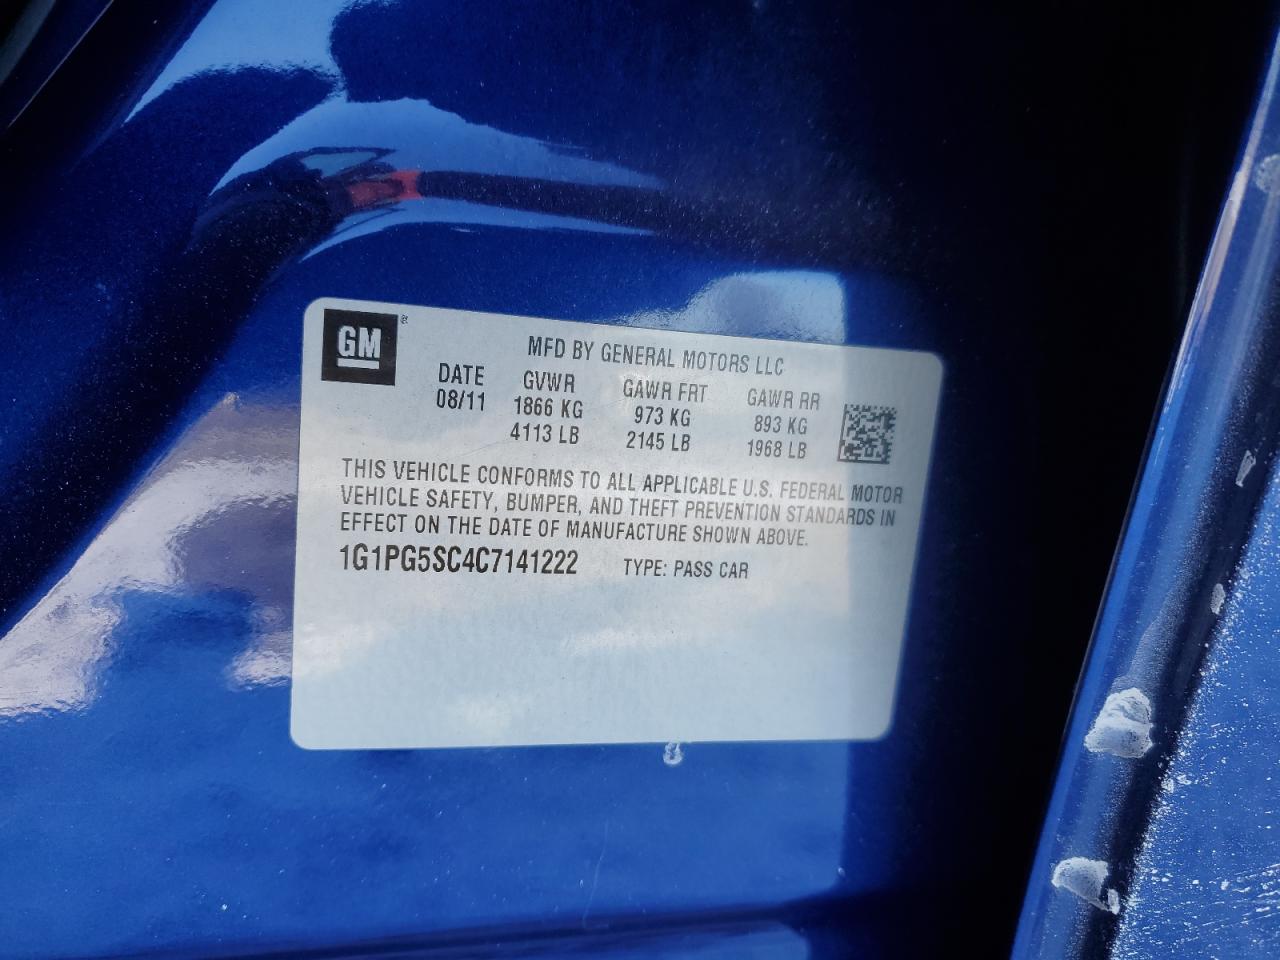 GM®
MFD BY GENERAL MOTORS LLC
DATE GVWR GAWR FRT GAWR RR
08/11 1866 KG 973 KG 893 KG
4113 LB 2145 LB 1968 LB
THIS VEHICLE CONFORMS TO ALL APPLICABLE U.S. FEDERAL MOTOR
VEHICLE SAFETY, BUMPER, AND THEFT PREVENTION STANDARDS IN
EFFECT ON THE DATE OF MANUFACTURE SHOWN ABOVE.
1G1PG5SC4C7141222 TYPE: PASS CAR